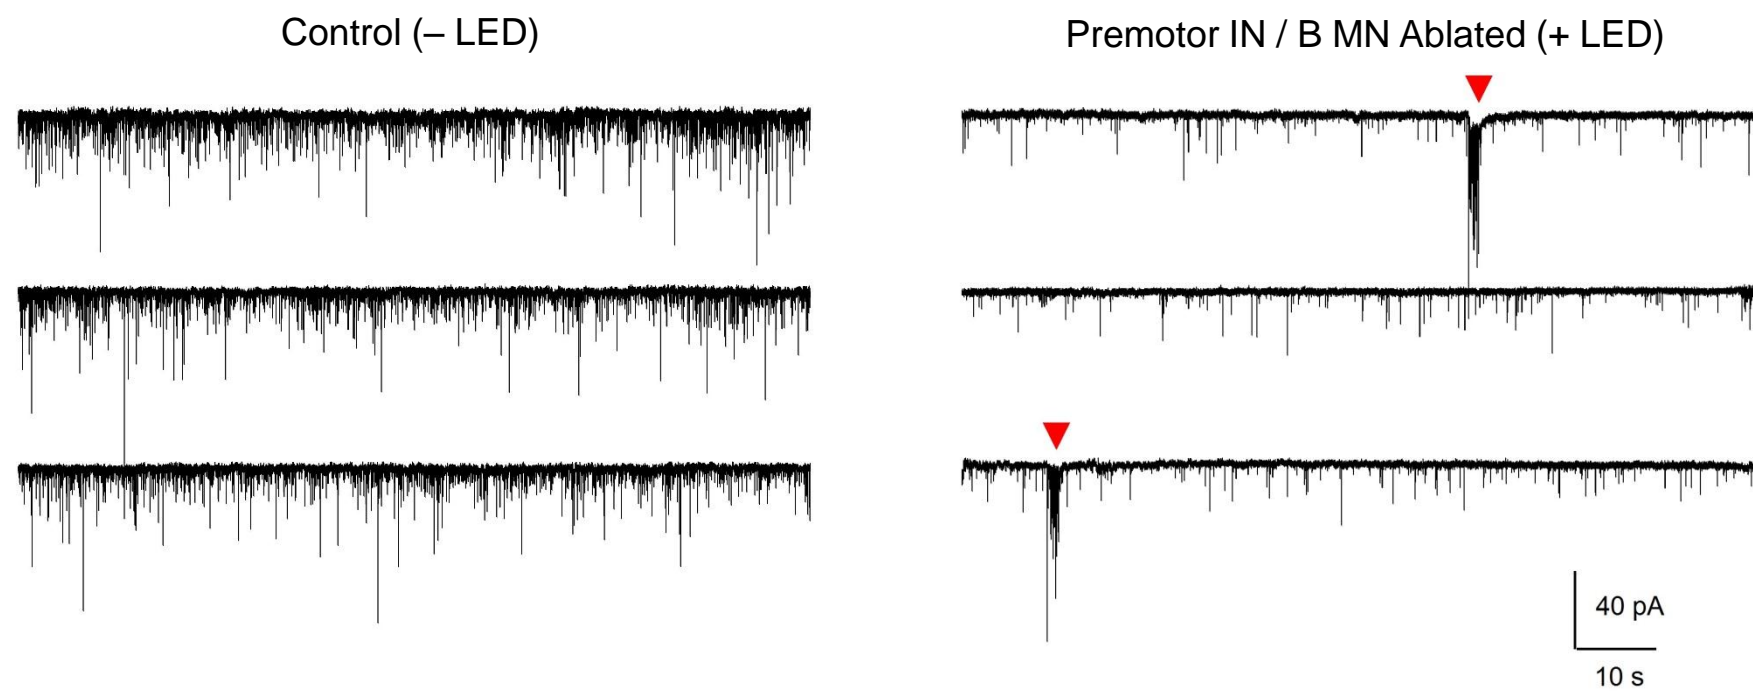 Control (– LED)
Premotor IN / B MN Ablated (+ LED)
40 pA
10 s